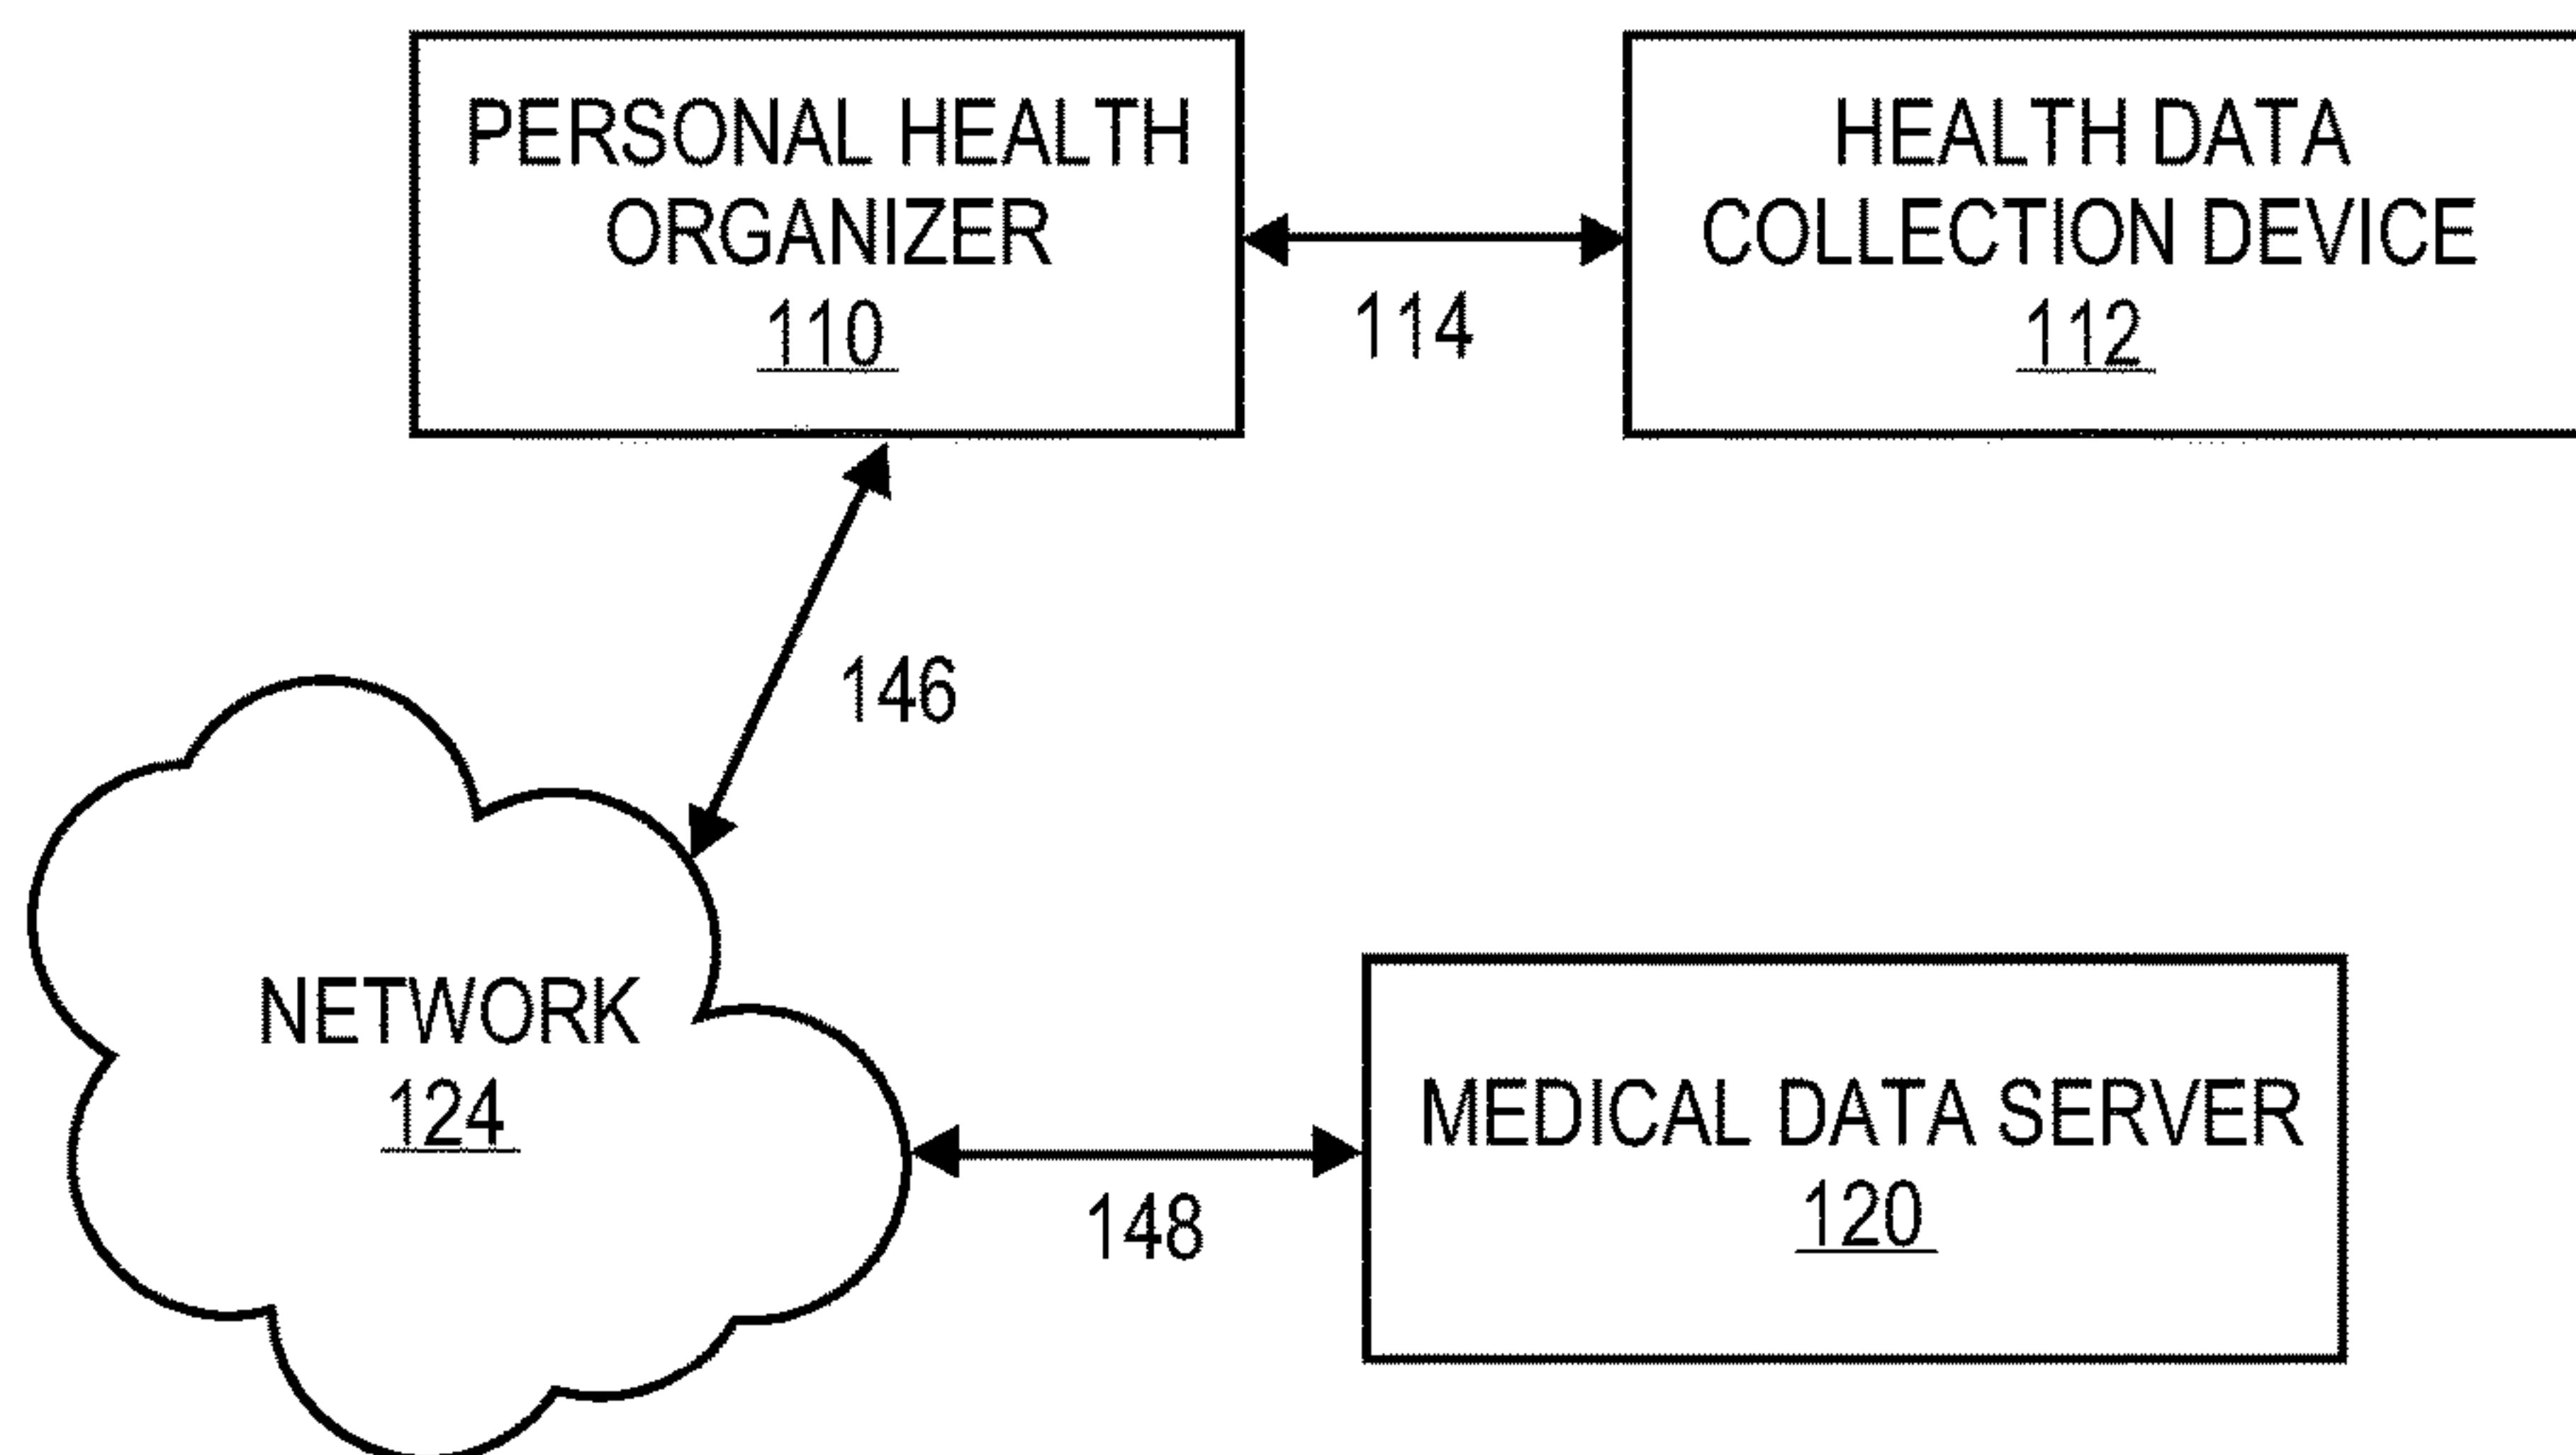 PERSONAL HEALTH
ORGANIZER
110
114
HEALTH DATA
COLLECTION DEVICE
112
146
NETWORK
124
148
MEDICAL DATA SERVER
120